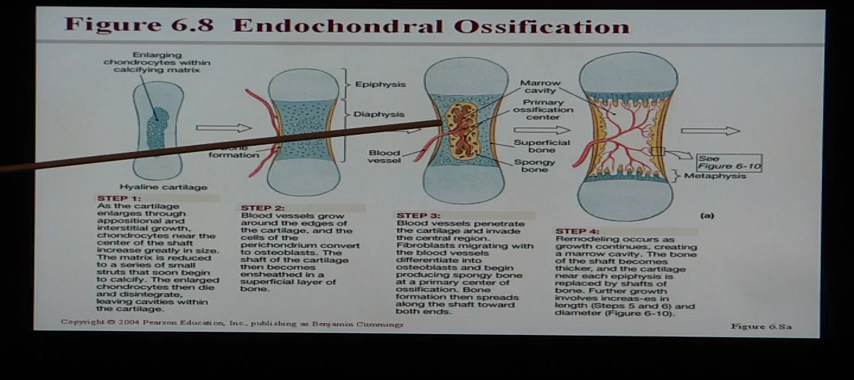 Figure 6.8 Endochondral Ossification
Enlarging
chondrocytes within
calcifying matrix
Hyaline cartilage
Epiphysis
Diaphysis
formation
Blood
vessel
Marrow
cavity
Primary
ossification
center
Superficial
bone
Spongy
bone
See
Figure 6-10
Metaphysis
(a)
STEP 1:
As the cartilage
enlarges through
appositional and
interstitial growth,
chondrocytes near the
center of the shaft
increase greatly in size.
The matrix is reduced
to a series of small
struts that soon begin
to calcify. The enlarged
chondrocytes then die
and disintegrate,
leaving cavities within
the cartilage.
STEP 2:
Blood vessels grow
around the edges of
the cartilage, and the
cells of the
perichondrium convert
to osteoblasts. The
shaft of the cartilage
then becomes
ensheathed in a
superficial layer of
bone.
STEP 3:
Blood vessels penetrate
the cartilage and invade
the central region.
Fibroblasts migrating with
the blood vessels
differentiate into
osteoblasts and begin
producing spongy bone
at a primary center of
ossification. Bone
formation then spreads
along the shaft toward
both ends.
STEP 4:
Remodeling occurs as
growth continues, creating
a marrow cavity. The bone
of the shaft becomes
thicker, and the cartilage
near each epiphysis is
replaced by shafts of
bone. Further growth
involves increas-es in
length (Steps 5 and 6) and
diameter (Figure 6-10).
Copyright © 2004 Pearson Education, Inc., publishing as Benjamin Cummings
Figure 6.8a